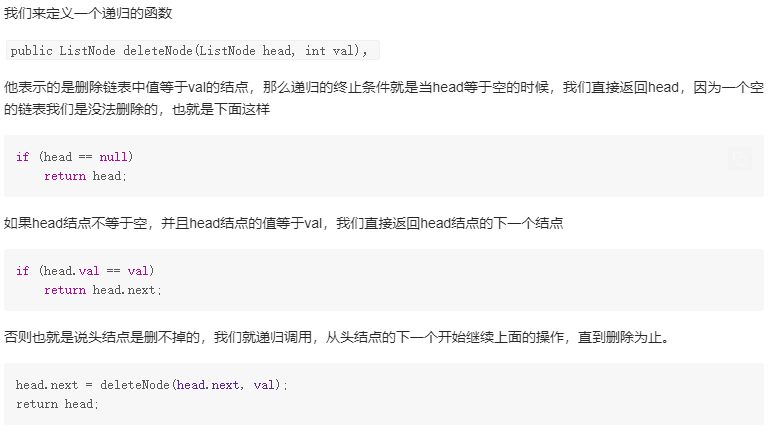 我们来定义一个递归的函数
public ListNode deleteNode(ListNode head, int val),
他表示的是删除链表中值等于val的结点，那么递归的终止条件就是当head等于空的时候，我们直接返回head，因为一个空
的链表我们是没法删除的，也就是下面这样
if (head == null)
    return head;
如果head结点不等于空，并且head结点的值等于val，我们直接返回head结点的下一个结点
if (head.val == val)
    return head.next;
否则也就是说头结点是删不掉的，我们就递归调用，从头结点的下一个开始继续上面的操作，直到删除为止。
head.next = deleteNode(head.next, val);
return head;